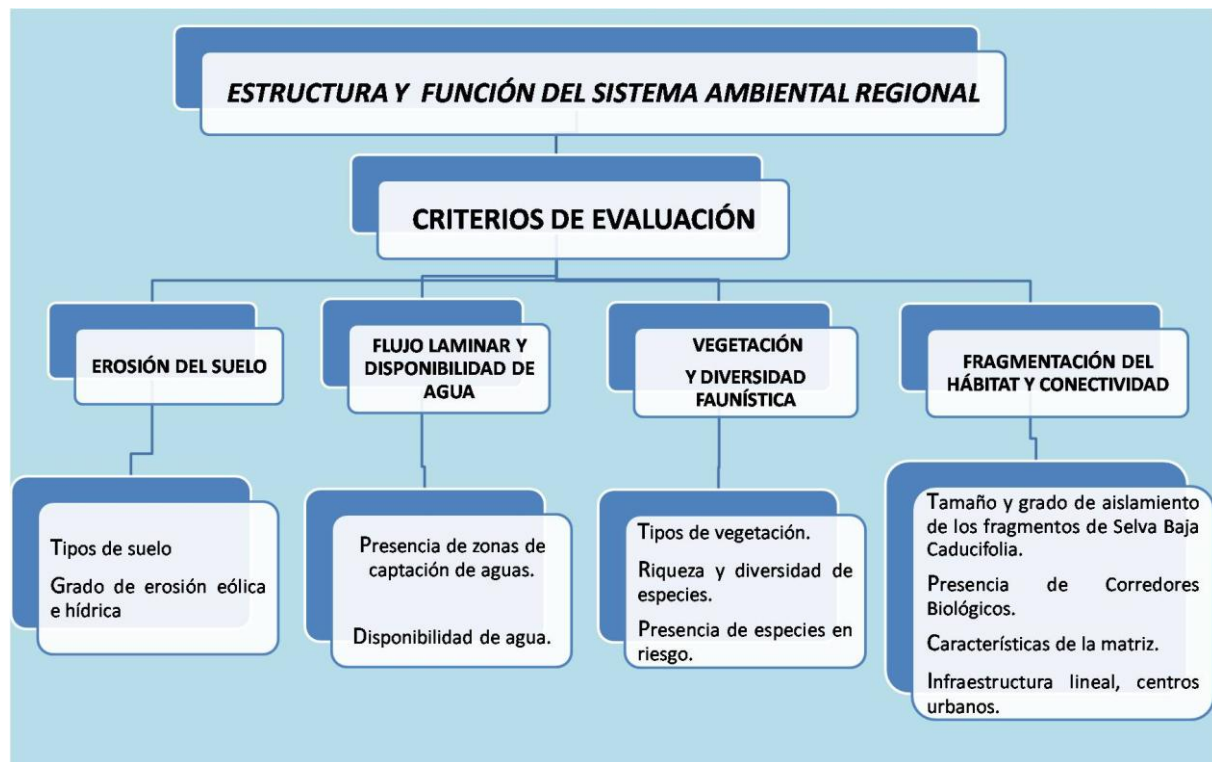 ESTRUCTURA Y FUNCIÓN DEL SISTEMA AMBIENTAL REGIONAL
CRITERIOS DE EVALUACIÓN
EROSIÓN DEL SUELO
FLUJO LAMINAR Y
DISPONIBILIDAD DE
AGUA
VEGETACIÓN
Y DIVERSIDAD
FAUNÍSTICA
FRAGMENTACIÓN DEL
HÁBITAT Y CONECTIVIDAD
Tipos de suelo
Grado de erosión eólica
e hídrica
Presencia de zonas de
captación de aguas.
Disponibilidad de agua.
Tipos de vegetación.
Riqueza y diversidad de
especies.
Presencia de especies en
riesgo.
Tamaño y grado de aislamiento
de los fragmentos de Selva Baja
Caducifolia.
Presencia de Corredores
Biológicos.
Características de la matriz.
Infraestructura lineal, centros
urbanos.